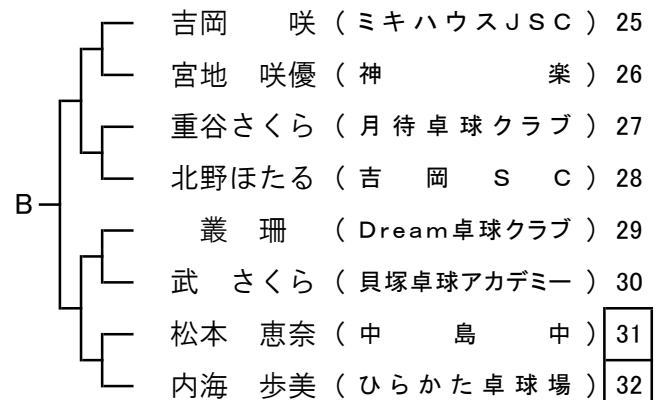 吉岡　　咲 (ミキハウスJSC) 25
宮地　咲優 (神　　　　楽) 26
重谷さくら (月待卓球クラブ) 27
北野ほたる (吉　岡　S　C) 28
B
叢　珊 (Dream卓球クラブ) 29
武　さくら (貝塚卓球アカデミー) 30
松本　恵奈 (中　　島　　中) 31
内海　歩美 (ひらかた卓球場) 32